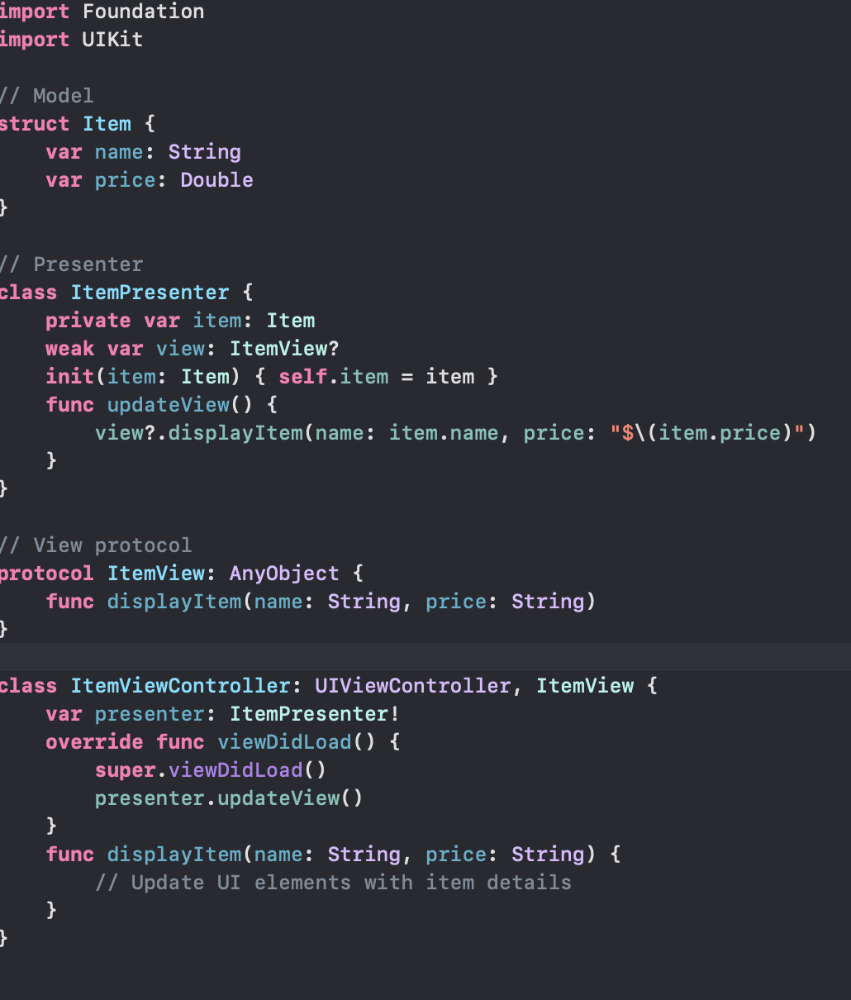 import Foundation
import UIKit
// Model
struct Item {
    var name: String
    var price: Double
}
// Presenter
class ItemPresenter {
    private var item: Item
    weak var view: ItemView?
    init(item: Item) { self.item = item }
    func updateView() {
        view?.displayItem(name: item.name, price: "$\(item.price)")
    }
}
// View protocol
protocol ItemView: AnyObject {
    func displayItem(name: String, price: String)
}
class ItemViewController: UIViewController, ItemView {
    var presenter: ItemPresenter!
    override func viewDidLoad() {
        super.viewDidLoad()
        presenter.updateView()
    }
    func displayItem(name: String, price: String) {
        // Update UI elements with item details
    }
}